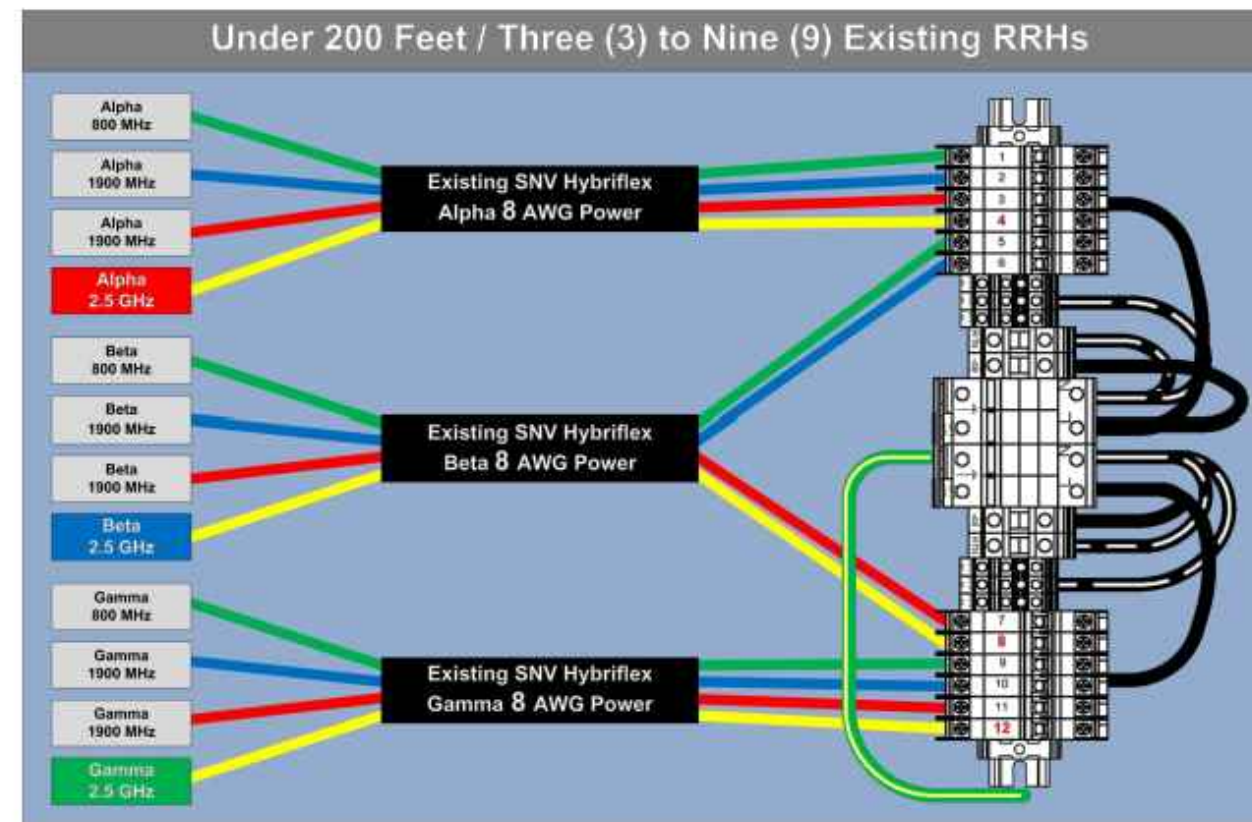 Under 200 Feet / Three (3) to Nine (9) Existing RRHs
Alpha
800 MHz
Alpha
1900 MHz
Alpha
1900 MHz
Alpha
2.5 GHz
Existing SNV Hybriflex
Alpha 8 AWG Power
1
2
3
4
5
6
Beta
800 MHz
Beta
1900 MHz
Beta
1900 MHz
Beta
2.5 GHz
Existing SNV Hybriflex
Beta 8 AWG Power
Gamma
800 MHz
Gamma
1900 MHz
Gamma
1900 MHz
Gamma
2.5 GHz
Existing SNV Hybriflex
Gamma 8 AWG Power
7
8
9
10
11
12